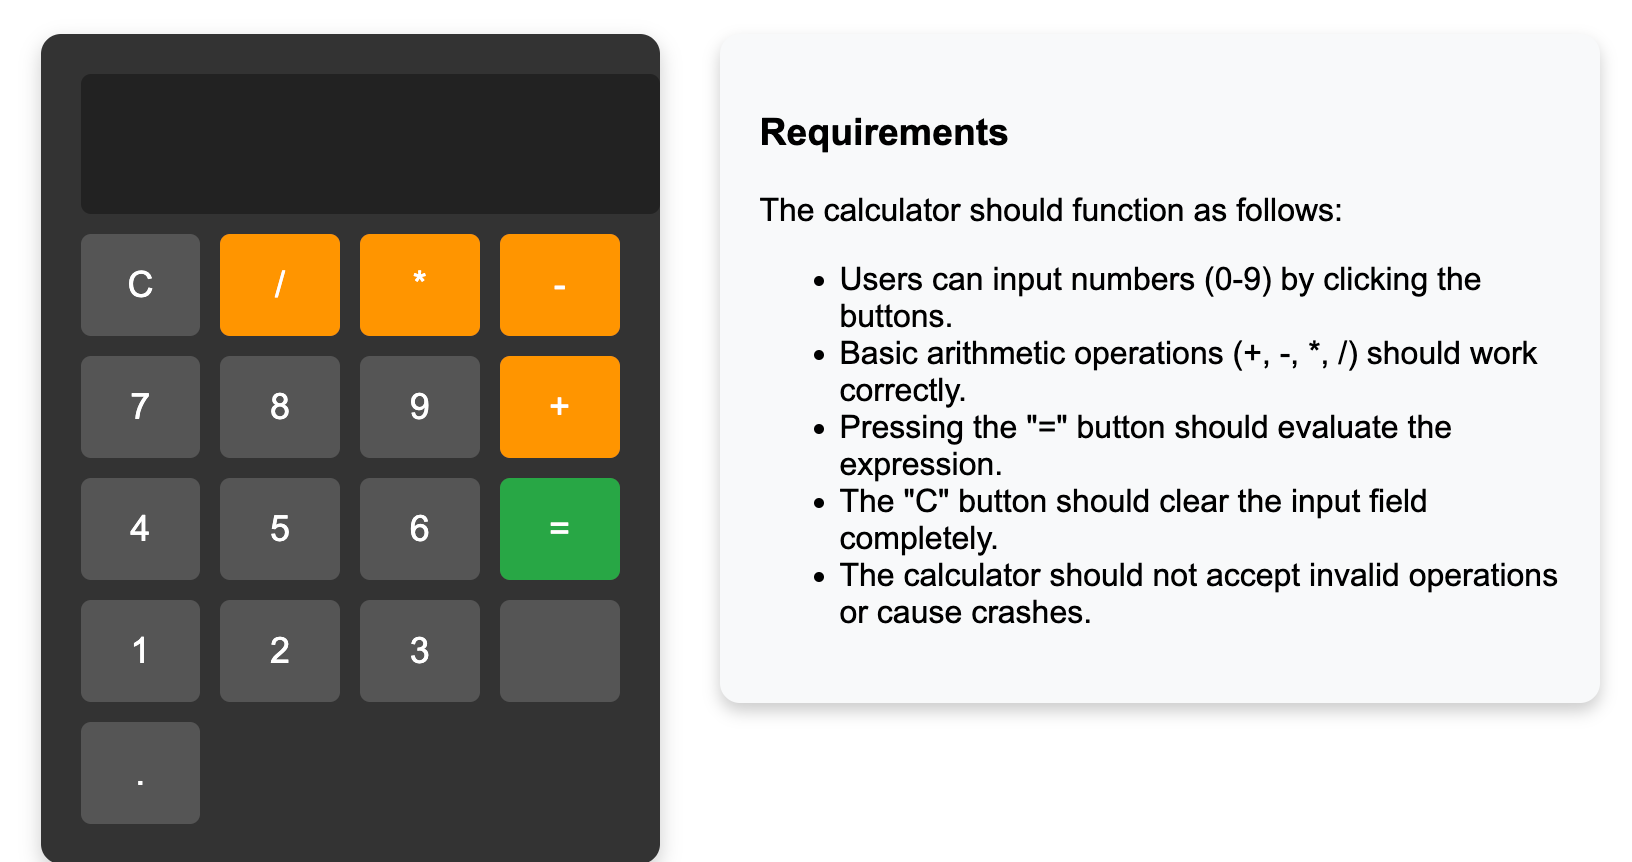 C / * -
7 8 9 +
4 5 6 =
1 2 3
.
Requirements
The calculator should function as follows:
• Users can input numbers (0-9) by clicking the
buttons.
• Basic arithmetic operations (+, -, *, /) should work
correctly.
• Pressing the "=" button should evaluate the
expression.
• The "C" button should clear the input field
completely.
• The calculator should not accept invalid operations
or cause crashes.